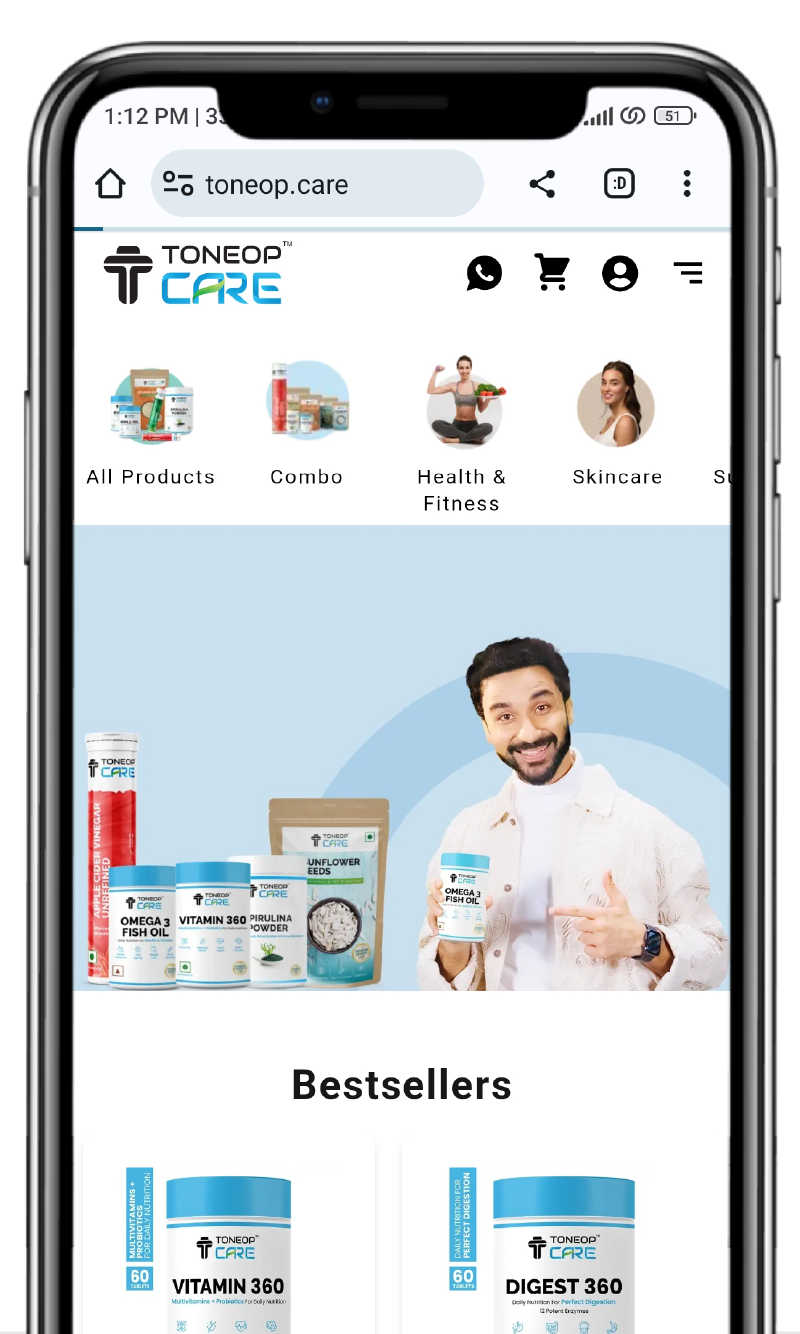 1:12 PM | 3
51
toneop.care
:D
TONEOP™
CARE
All Products
Combo
Health &
Fitness
Skincare
Su
TONEOP
CARE
APPLE CIDER VINEGAR
UNREFINED
TONEOP
CARE
OMEGA 3
FISH OIL
TONEOP
CARE
VITAMIN 360
TONEOP
CARE
PIRULINA
POWDER
TONEOP
CARE
UNFLOWER
EEDS
TONEOP
CARE
OMEGA 3
FISH OIL
Bestsellers
MULTIVITAMINS +
PROBIOTICS
FOR DAILY NUTRITION
60
TABLETS
TONEOP™
CARE
VITAMIN 360
Multivitamins + Probiotics For Daily Nutrition
DAILY NUTRITION FOR
PERFECT DIGESTION
60
TABLETS
TONEOP™
CARE
DIGEST 360
Daily Nutrition For Perfect Digestion
12 Potent Enzymes